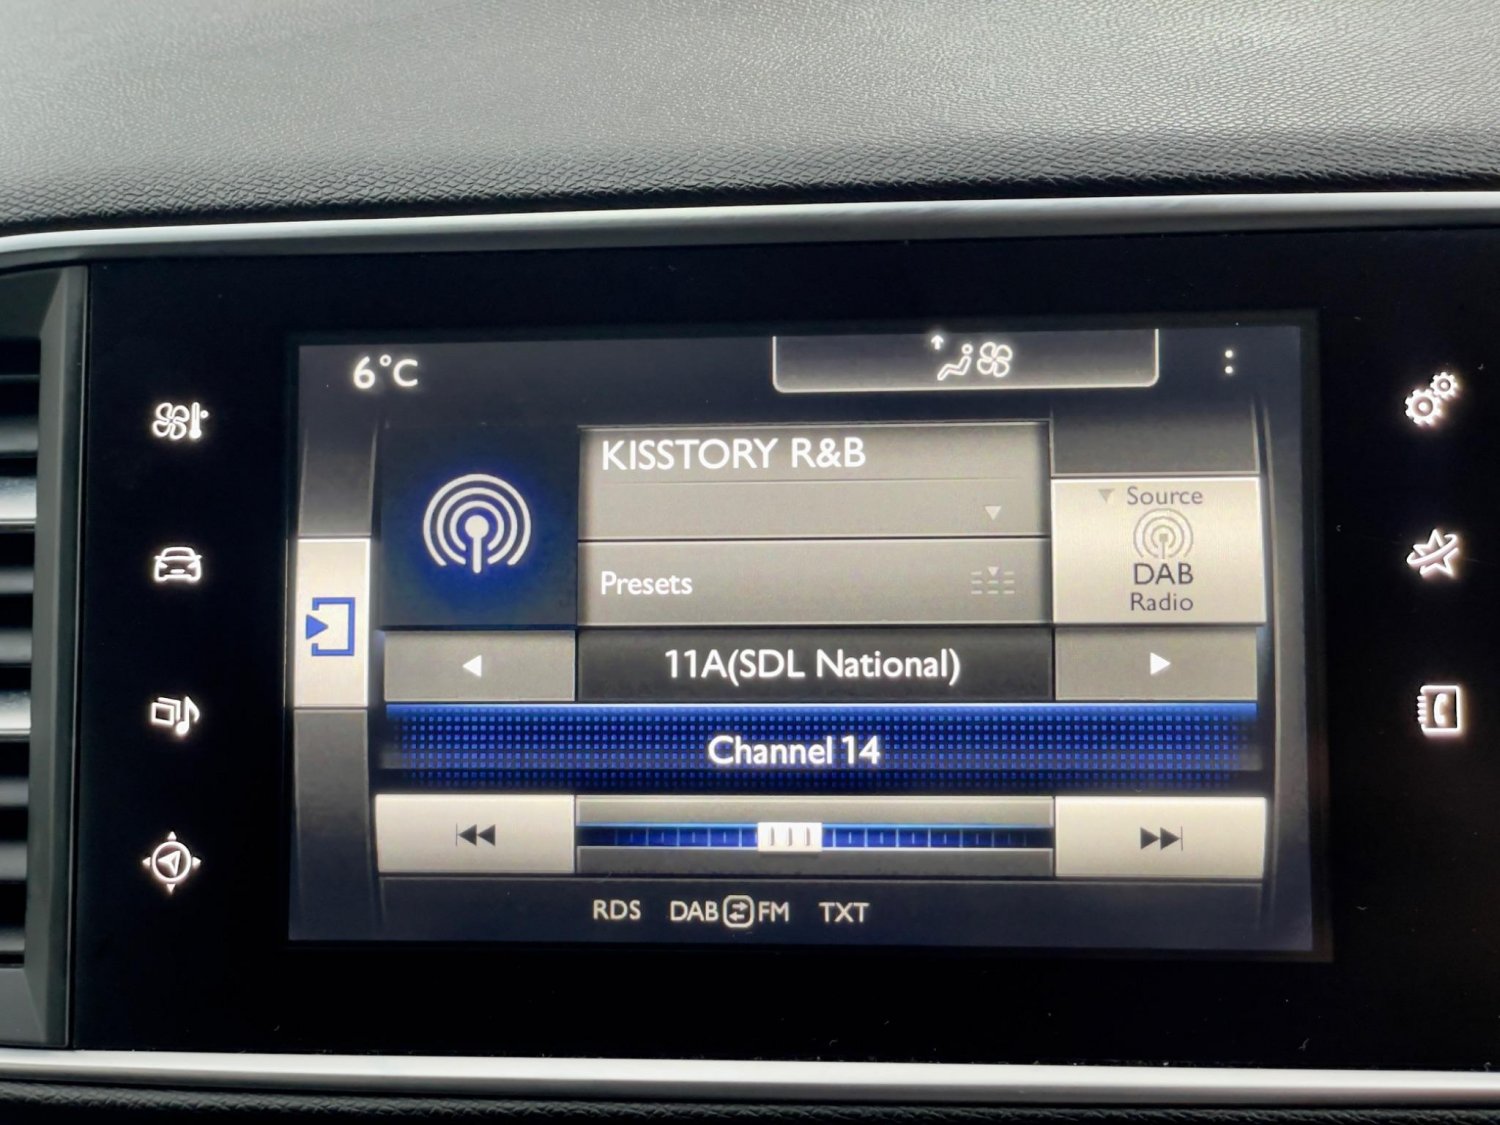 6°C
KISSTORY R&B
Source
Presets
DAB
Radio
11A(SDL National)
Channel 14
RDS DAB FM TXT